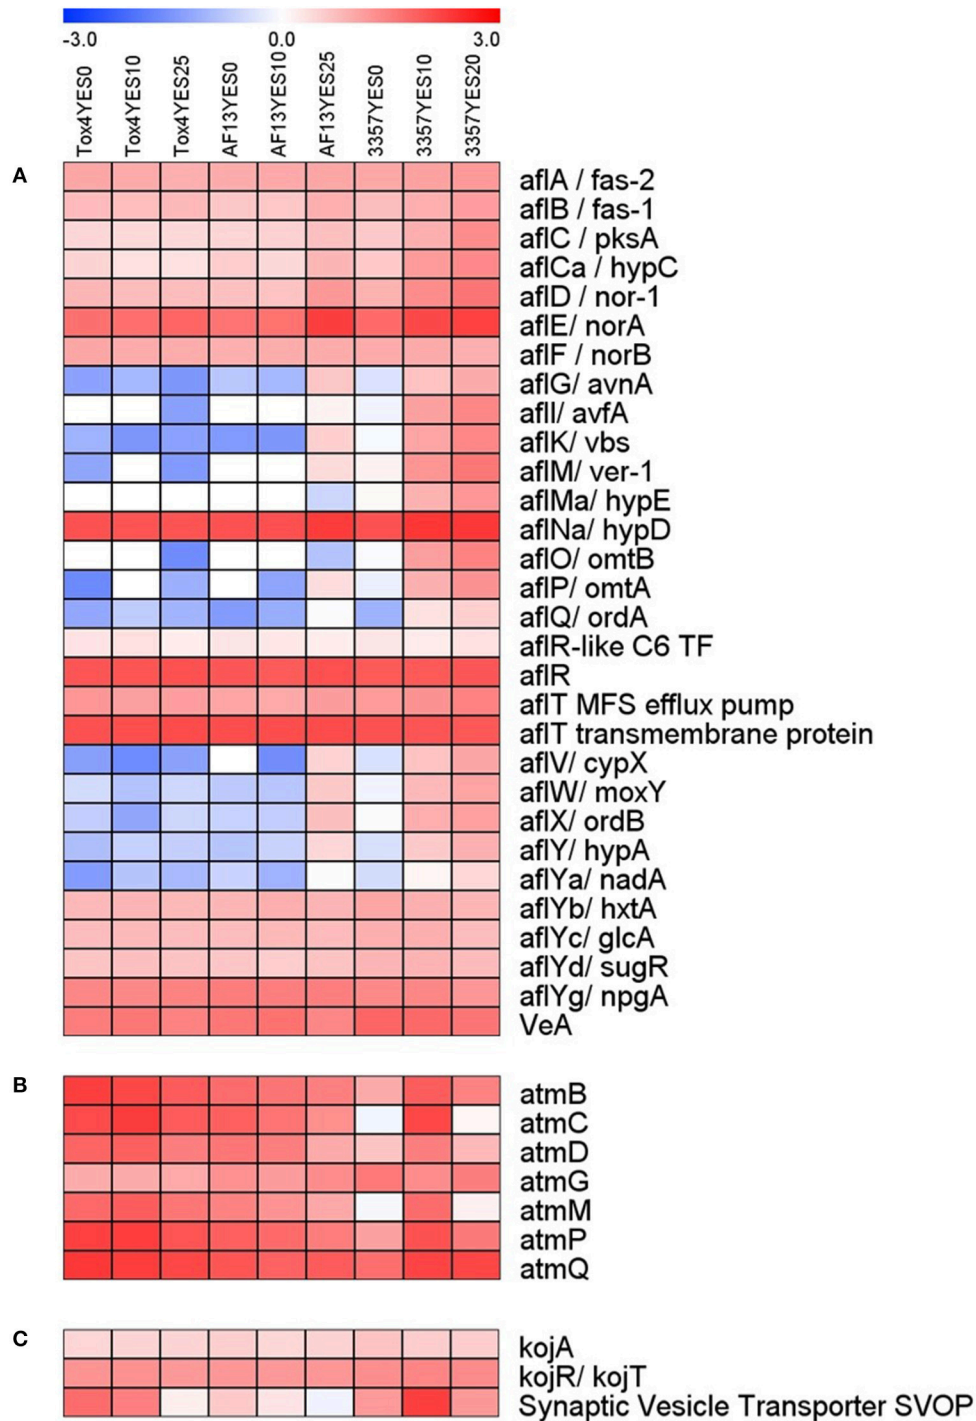 -3.0 0.0 3.0
Tox4YES0
Tox4YES10
Tox4YES25
AF13YES0
AF13YES10
AF13YES25
3357YES0
3357YES10
3357YES20
A
aflA / fas-2
aflB / fas-1
aflC / pksA
aflCa / hypC
aflD / nor-1
aflE/ norA
aflF / norB
aflG/ avnA
aflI/ avfA
aflK/ vbs
aflM/ ver-1
aflMa/ hypE
aflNa/ hypD
aflO/ omtB
aflP/ omtA
aflQ/ ordA
aflR-like C6 TF
aflR
aflT MFS efflux pump
aflT transmembrane protein
aflV/ cypX
aflW/ moxY
aflX/ ordB
aflY/ hypA
aflYa/ nadA
aflYb/ hxtA
aflYc/ glcA
aflYd/ sugR
aflYg/ npgA
VeA
B
atmB
atmC
atmD
atmG
atmM
atmP
atmQ
C
kojA
kojR/ kojT
Synaptic Vesicle Transporter SVOP